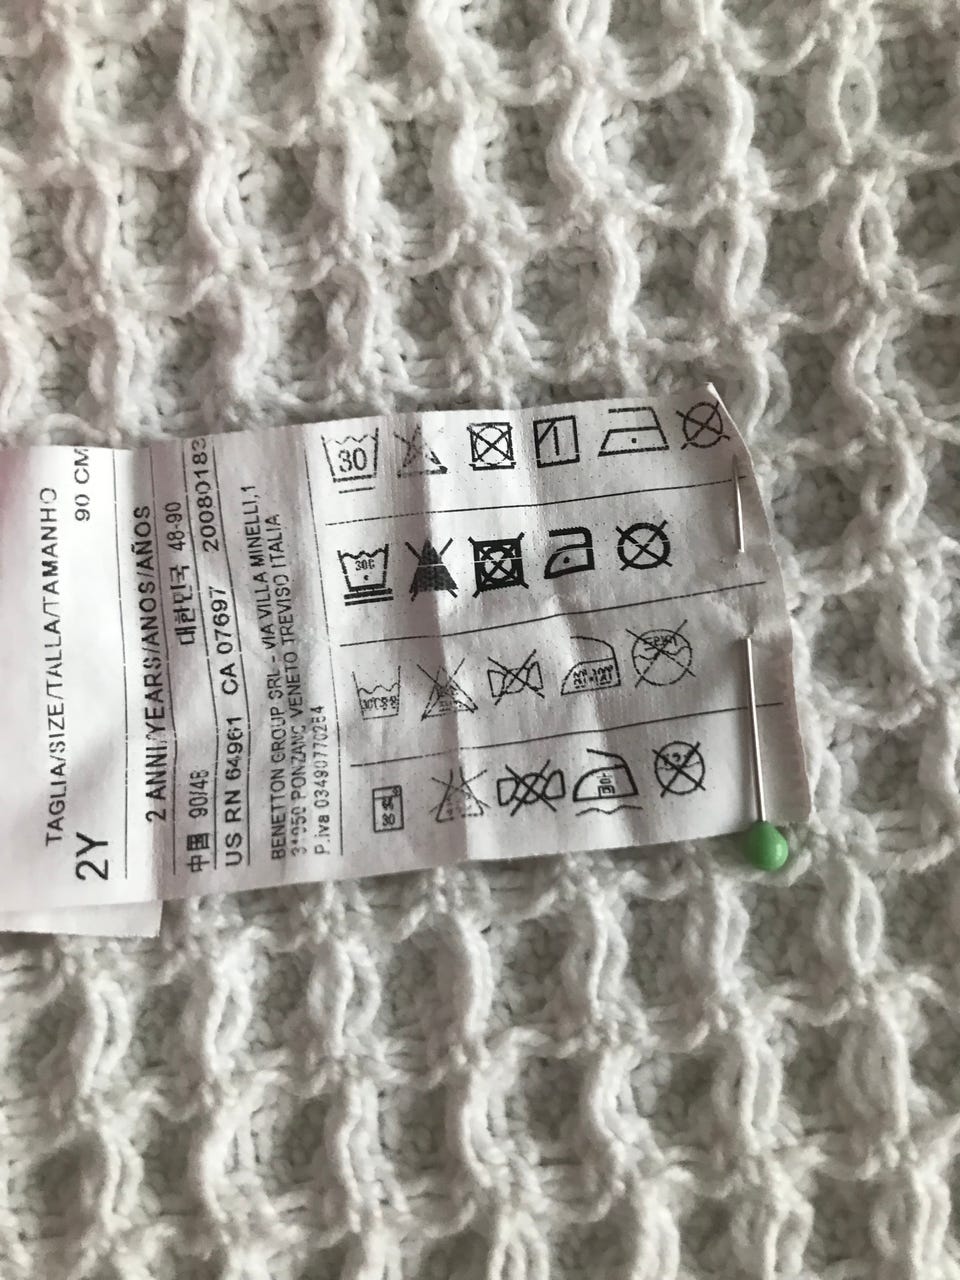 TAGLIA/SIZE/TALLA/TAMANHO
2Y 90 CM
2 ANNI/YEARS/ANOS/AÑOS
中国 90/48 대한민국 48-90
US RN 64961 CA 07697 20080183
BENETTON GROUP SRL - VIA VILLA MINELLI,1
31050 PONZANO VENETO TREVISO ITALIA
P.iva 03490770264
30
30C